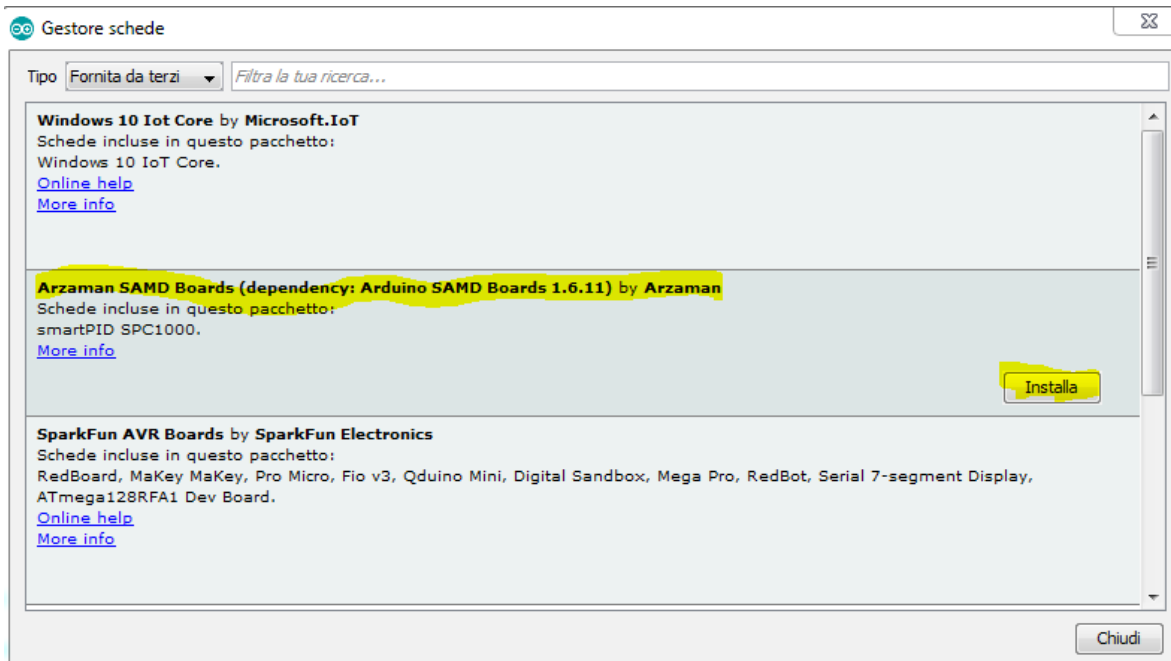 Gestore schede
Tipo Fornita da terzi Filtra la tua ricerca...
Windows 10 Iot Core by Microsoft.IoT
Schede incluse in questo pacchetto:
Windows 10 IoT Core.
Online help
More info
Arzaman SAMD Boards (dependency: Arduino SAMD Boards 1.6.11) by Arzaman
Schede incluse in questo pacchetto:
smartPID SPC1000.
More info
Installa
SparkFun AVR Boards by SparkFun Electronics
Schede incluse in questo pacchetto:
RedBoard, MaKey MaKey, Pro Micro, Fio v3, Qduino Mini, Digital Sandbox, Mega Pro, RedBot, Serial 7-segment Display,
ATmega128RFA1 Dev Board.
Online help
More info
Chiudi